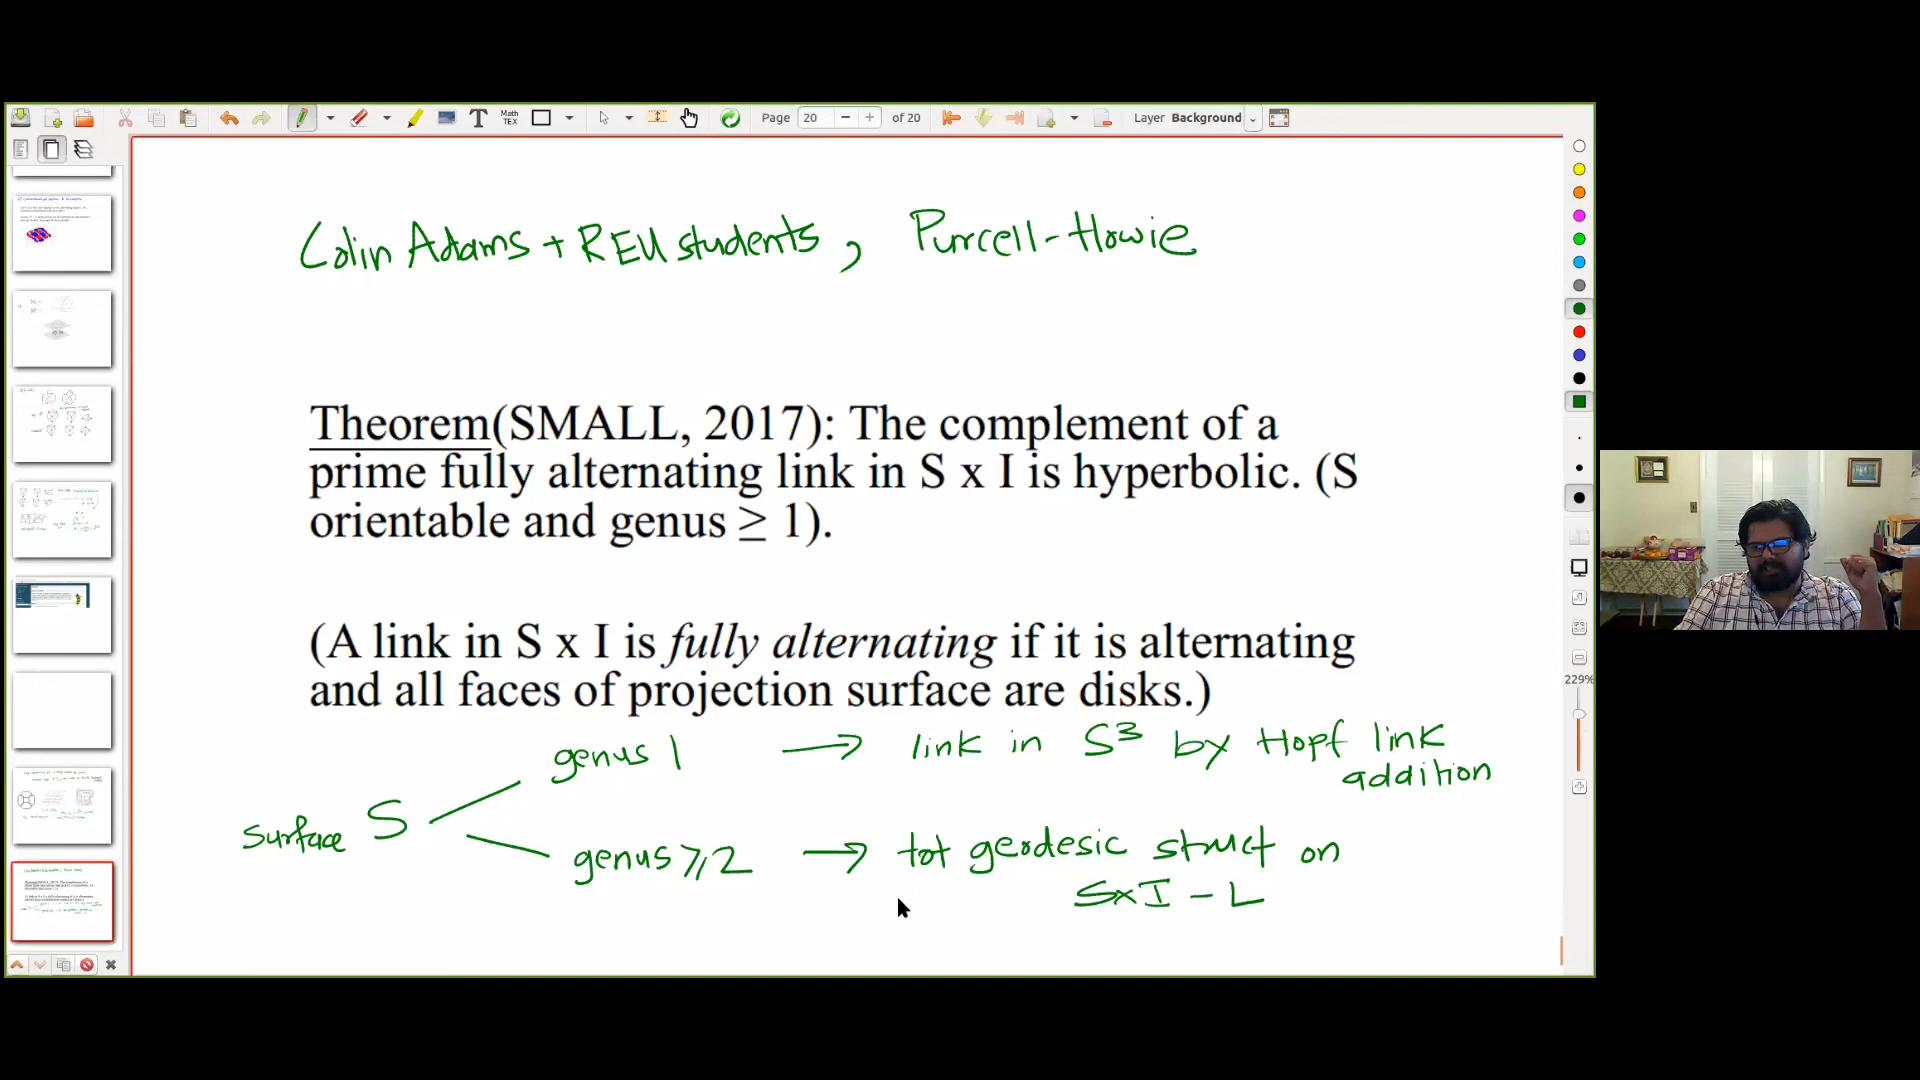 Page 20 of 20 Layer Background
Math
TEX
Colin Adams + REU students, Purcell-Howie
Theorem(SMALL, 2017): The complement of a
prime fully alternating link in S x I is hyperbolic. (S
orientable and genus ≥ 1).
(A link in S x I is fully alternating if it is alternating
and all faces of projection surface are disks.)
genus 1 → link in S³ by Hopf link
addition
surface S
genus ≥ 2 → tot geodesic struct on
S x I - L
229%